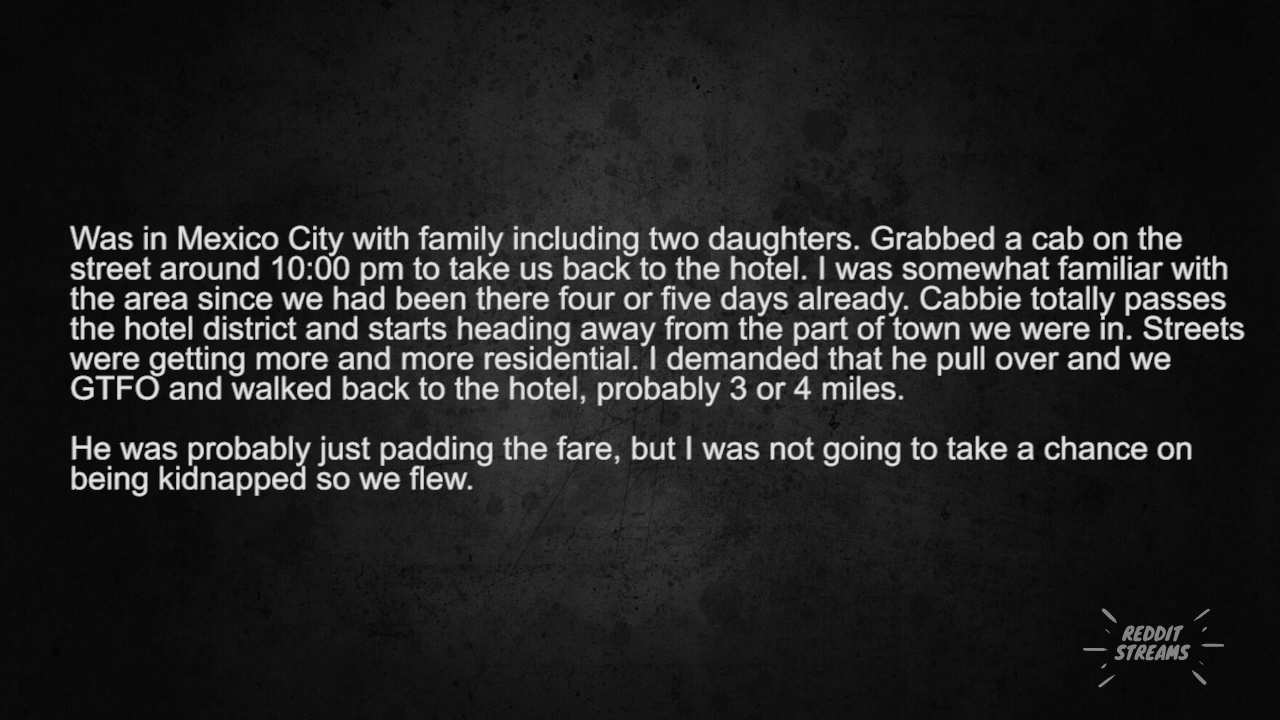 Was in Mexico City with family including two daughters. Grabbed a cab on the
street around 10:00 pm to take us back to the hotel. I was somewhat familiar with
the area since we had been there four or five days already. Cabbie totally passes
the hotel district and starts heading away from the part of town we were in. Streets
were getting more and more residential. I demanded that he pull over and we
GTFO and walked back to the hotel, probably 3 or 4 miles.
He was probably just padding the fare, but I was not going to take a chance on
being kidnapped so we flew.
REDDIT
STREAMS